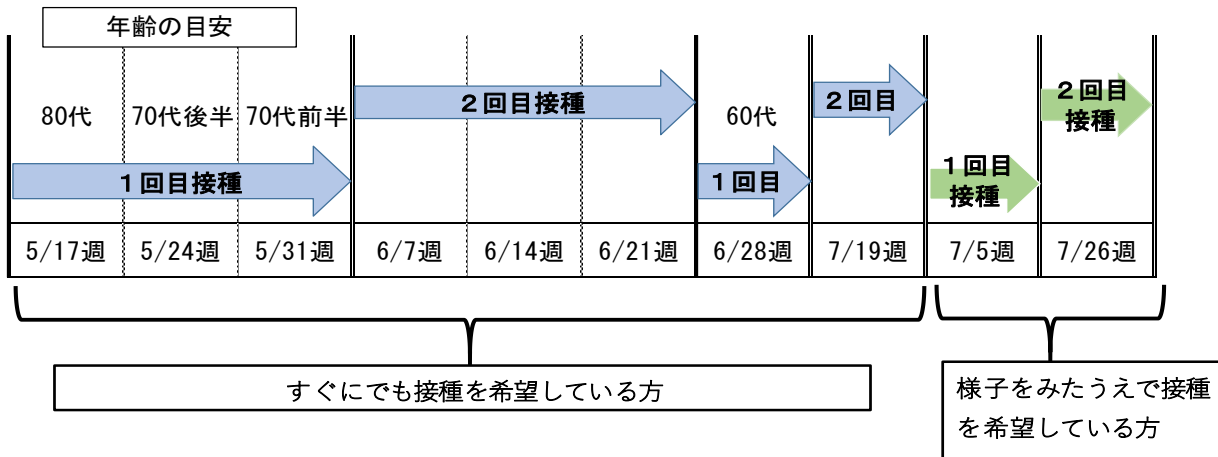 年齢の目安
80代
70代後半
70代前半
2回目接種
60代
2回目
2回目
接種
1回目接種
1回目
1回目
接種
5/17週
5/24週
5/31週
6/7週
6/14週
6/21週
6/28週
7/19週
7/5週
7/26週
すぐにでも接種を希望している方
様子をみたうえで接種
を希望している方